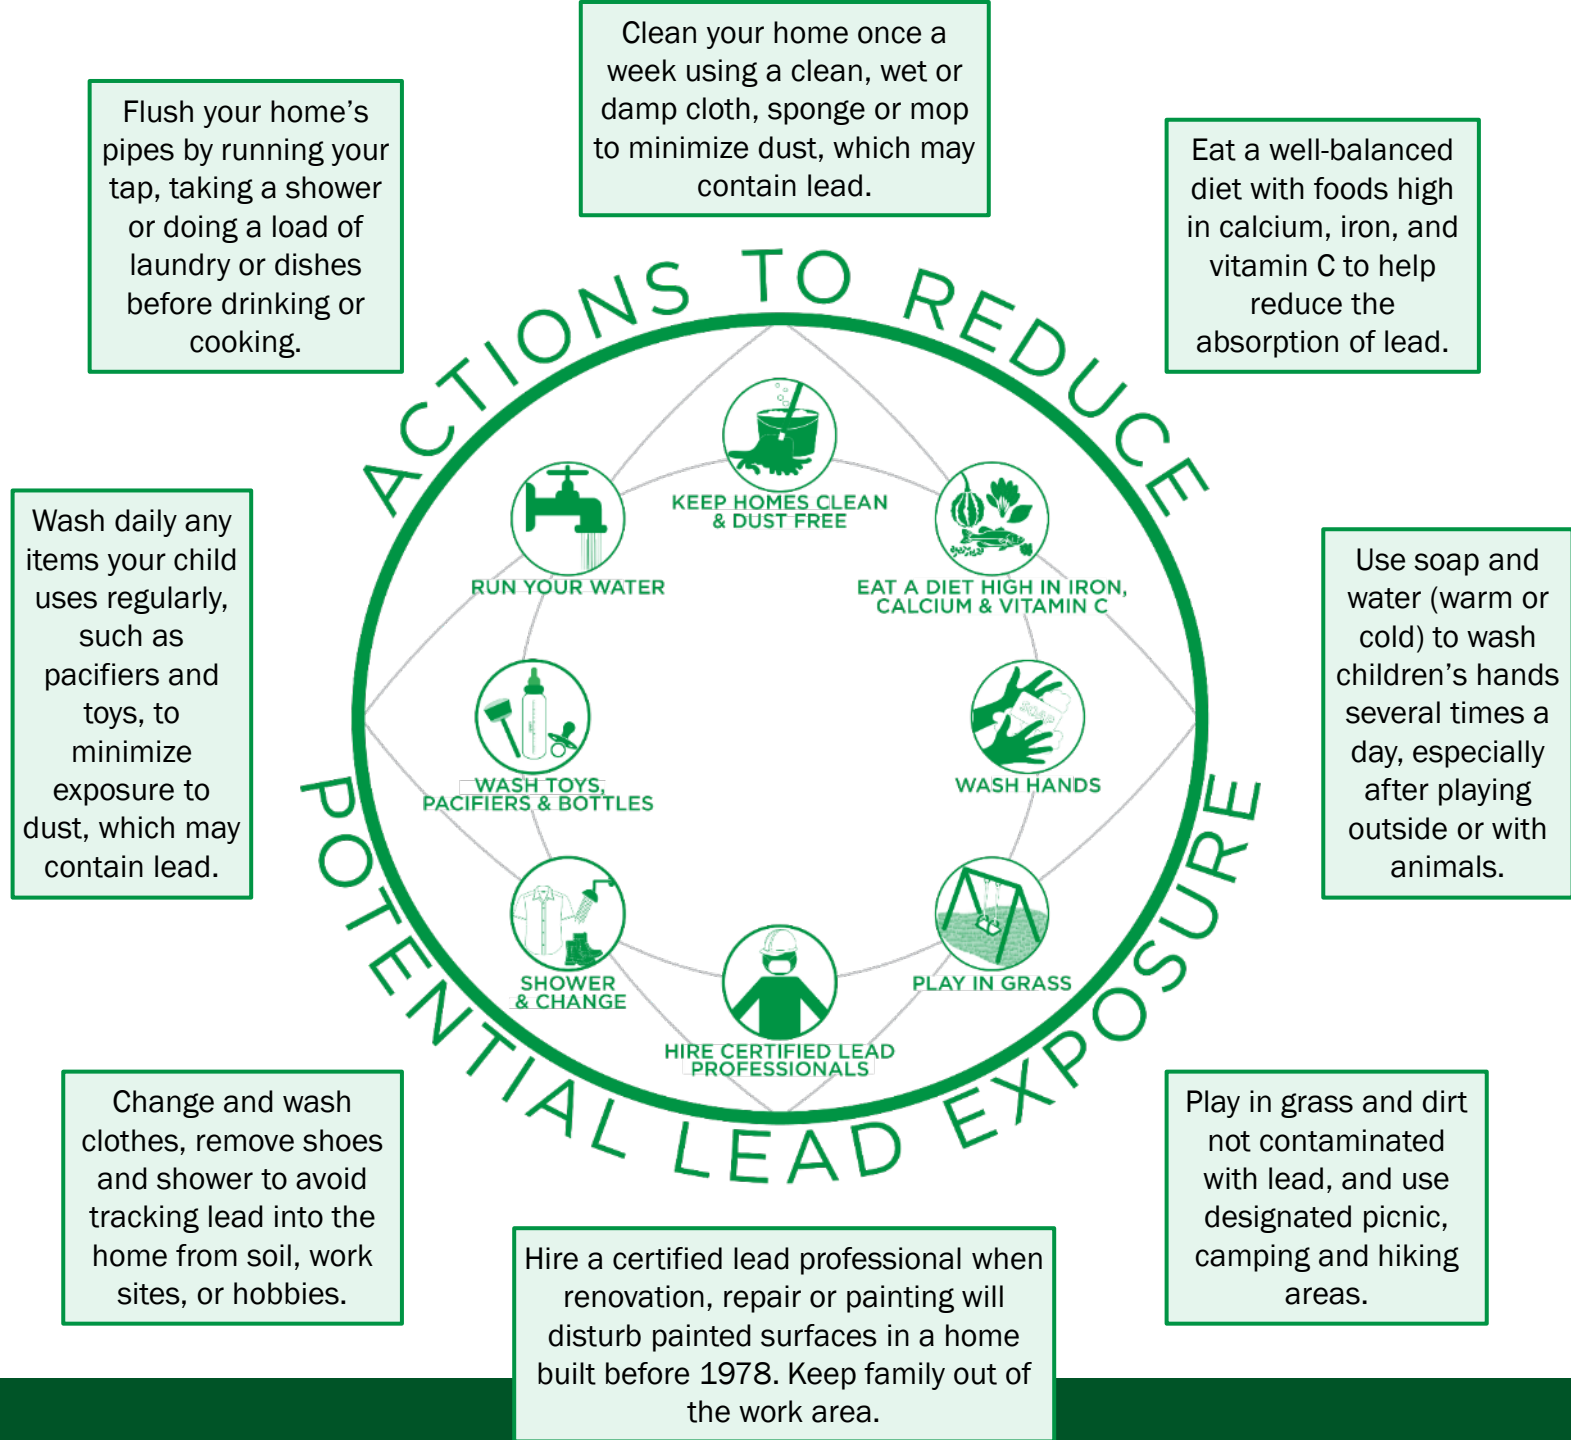 Clean your home once a
week using a clean, wet or
damp cloth, sponge or mop
to minimize dust, which may
contain lead.
Flush your home’s
pipes by running your
tap, taking a shower
or doing a load of
laundry or dishes
before drinking or
cooking.
Eat a well-balanced
diet with foods high
in calcium, iron, and
vitamin C to help
reduce the
absorption of lead.
ACTIONS TO REDUCE
POTENTIAL LEAD EXPOSURE
KEEP HOMES CLEAN
& DUST FREE
RUN YOUR WATER
EAT A DIET HIGH IN IRON,
CALCIUM & VITAMIN C
Wash daily any
items your child
uses regularly,
such as
pacifiers and
toys, to
minimize
exposure to
dust, which may
contain lead.
WASH TOYS,
PACIFIERS & BOTTLES
SOAP
WASH HANDS
Use soap and
water (warm or
cold) to wash
children’s hands
several times a
day, especially
after playing
outside or with
animals.
SHOWER
& CHANGE
HIRE CERTIFIED LEAD
PROFESSIONALS
PLAY IN GRASS
Change and wash
clothes, remove shoes
and shower to avoid
tracking lead into the
home from soil, work
sites, or hobbies.
Hire a certified lead professional when
renovation, repair or painting will
disturb painted surfaces in a home
built before 1978. Keep family out of
the work area.
Play in grass and dirt
not contaminated
with lead, and use
designated picnic,
camping and hiking
areas.